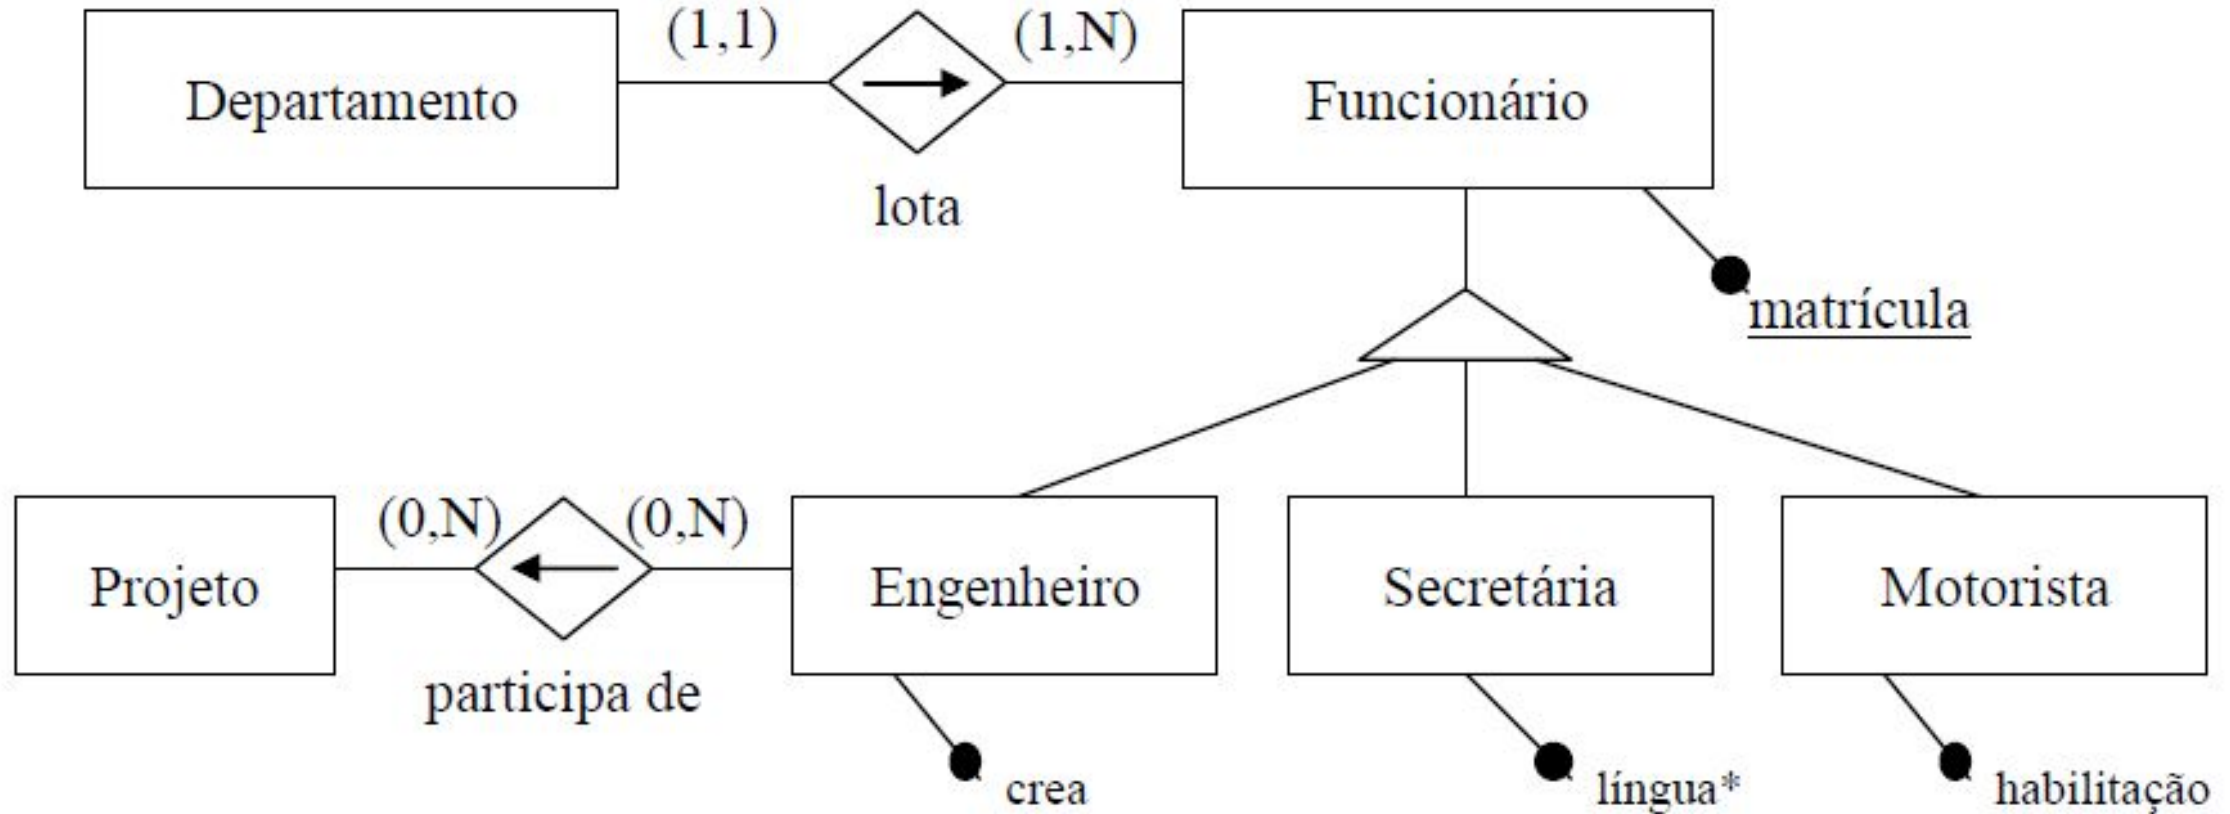 (1,1)
(1,N)
Departamento
Funcionário
lota
matrícula
(0,N)
(0,N)
Projeto
Engenheiro
Secretária
Motorista
participa de
crea
língua*
habilitação